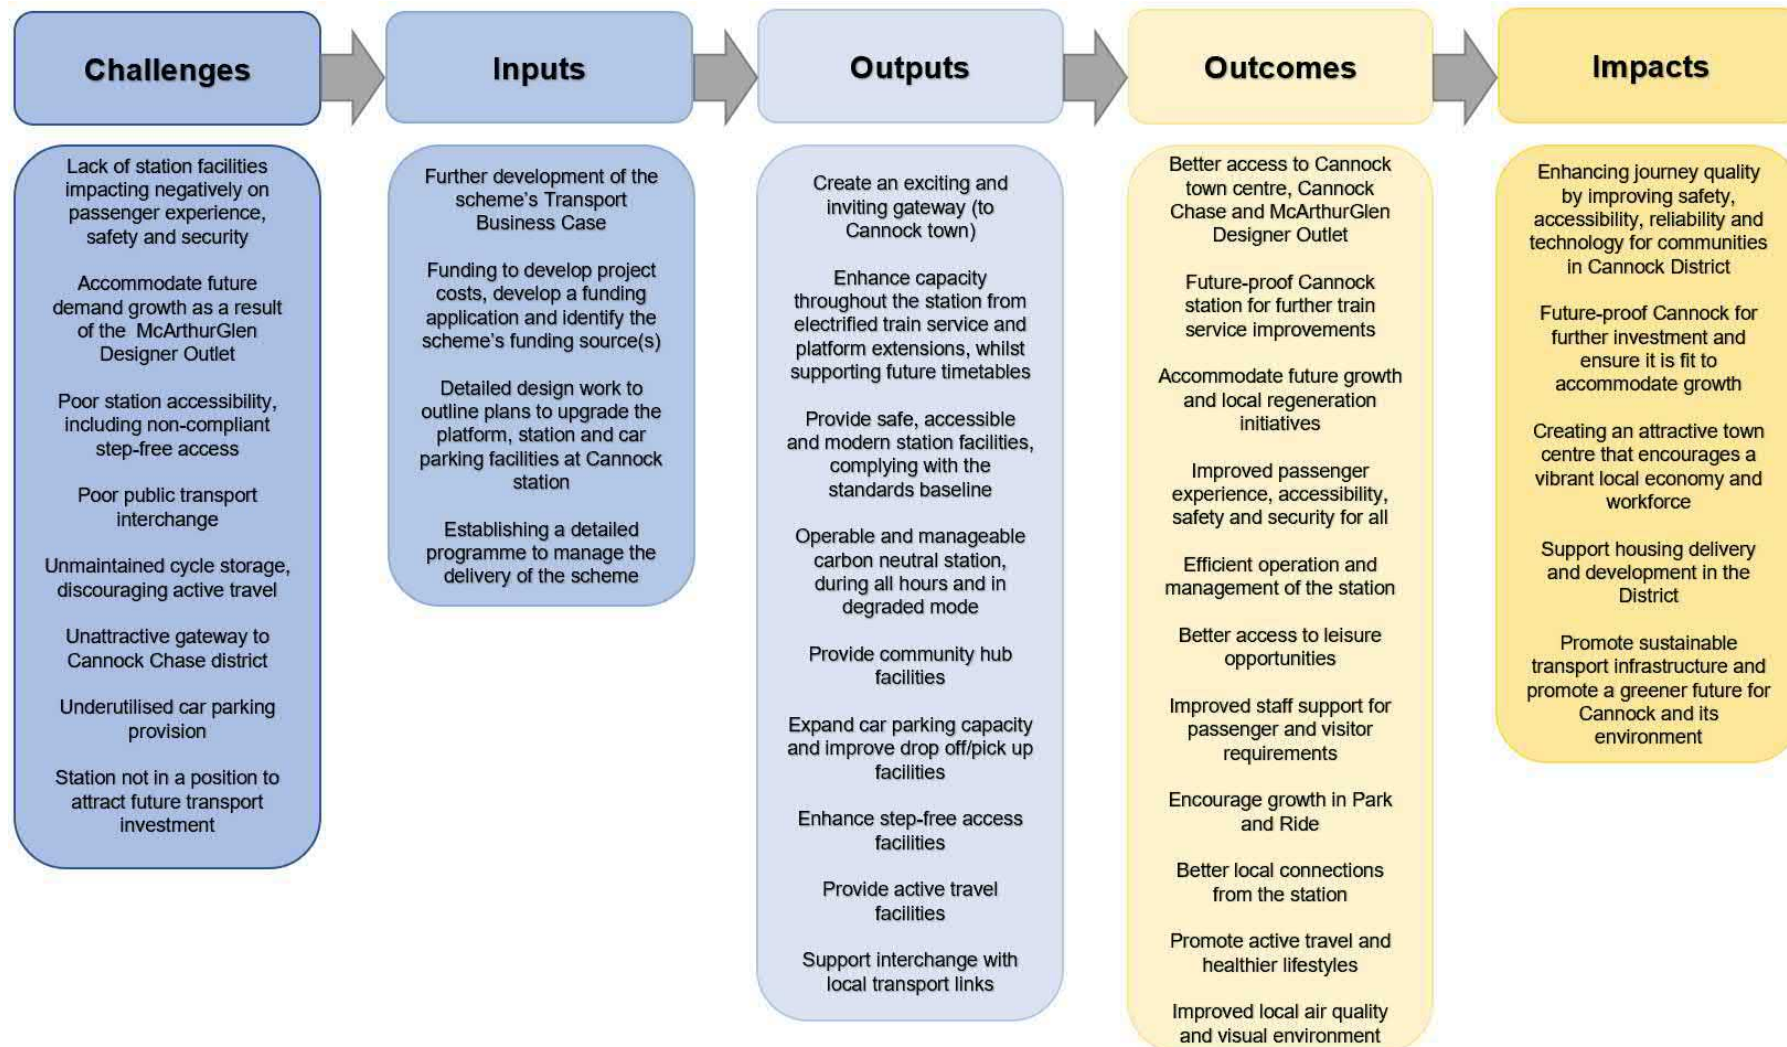 Challenges
Inputs
Outputs
Outcomes
Impacts
Lack of station facilities
impacting negatively on
passenger experience,
safety and security
Accommodate future
demand growth as a result
of the McArthurGlen
Designer Outlet
Poor station accessibility,
including non-compliant
step-free access
Poor public transport
interchange
Unmaintained cycle storage,
discouraging active travel
Unattractive gateway to
Cannock Chase district
Underutilised car parking
provision
Station not in a position to
attract future transport
investment
Further development of the
scheme's Transport
Business Case
Funding to develop project
costs, develop a funding
application and identify the
scheme's funding source(s)
Detailed design work to
outline plans to upgrade the
platform, station and car
parking facilities at Cannock
station
Establishing a detailed
programme to manage the
delivery of the scheme
Create an exciting and
inviting gateway (to
Cannock town)
Enhance capacity
throughout the station from
electrified train service and
platform extensions, whilst
supporting future timetables
Provide safe, accessible
and modern station facilities,
complying with the
standards baseline
Operable and manageable
carbon neutral station,
during all hours and in
degraded mode
Provide community hub
facilities
Expand car parking capacity
and improve drop off/pick up
facilities
Enhance step-free access
facilities
Provide active travel
facilities
Support interchange with
local transport links
Better access to Cannock
town centre, Cannock
Chase and McArthurGlen
Designer Outlet
Future-proof Cannock
station for further train
service improvements
Accommodate future growth
and local regeneration
initiatives
Improved passenger
experience, accessibility,
safety and security for all
Efficient operation and
management of the station
Better access to leisure
opportunities
Improved staff support for
passenger and visitor
requirements
Encourage growth in Park
and Ride
Better local connections
from the station
Promote active travel and
healthier lifestyles
Improved local air quality
and visual environment
Enhancing journey quality
by improving safety,
accessibility, reliability and
technology for communities
in Cannock District
Future-proof Cannock for
further investment and
ensure it is fit to
accommodate growth
Creating an attractive town
centre that encourages a
vibrant local economy and
workforce
Support housing delivery
and development in the
District
Promote sustainable
transport infrastructure and
promote a greener future for
Cannock and its
environment